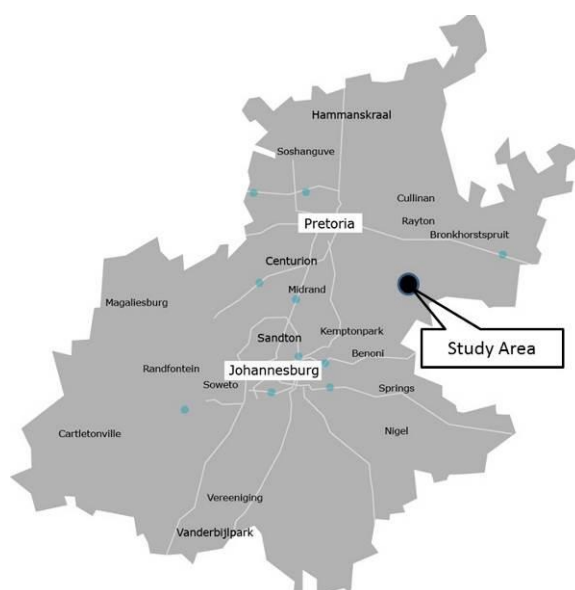 Hammanskraal
Soshanguve
Cullinan
Rayton
Pretoria
Bronkhorstspruit
Centurion
Midrand
Magaliesburg
Kemptonpark
Sandton
Study Area
Benoni
Randfontein
Johannesburg
Soweto
Springs
Cartletonville
Nigel
Vereeniging
Vanderbijlpark